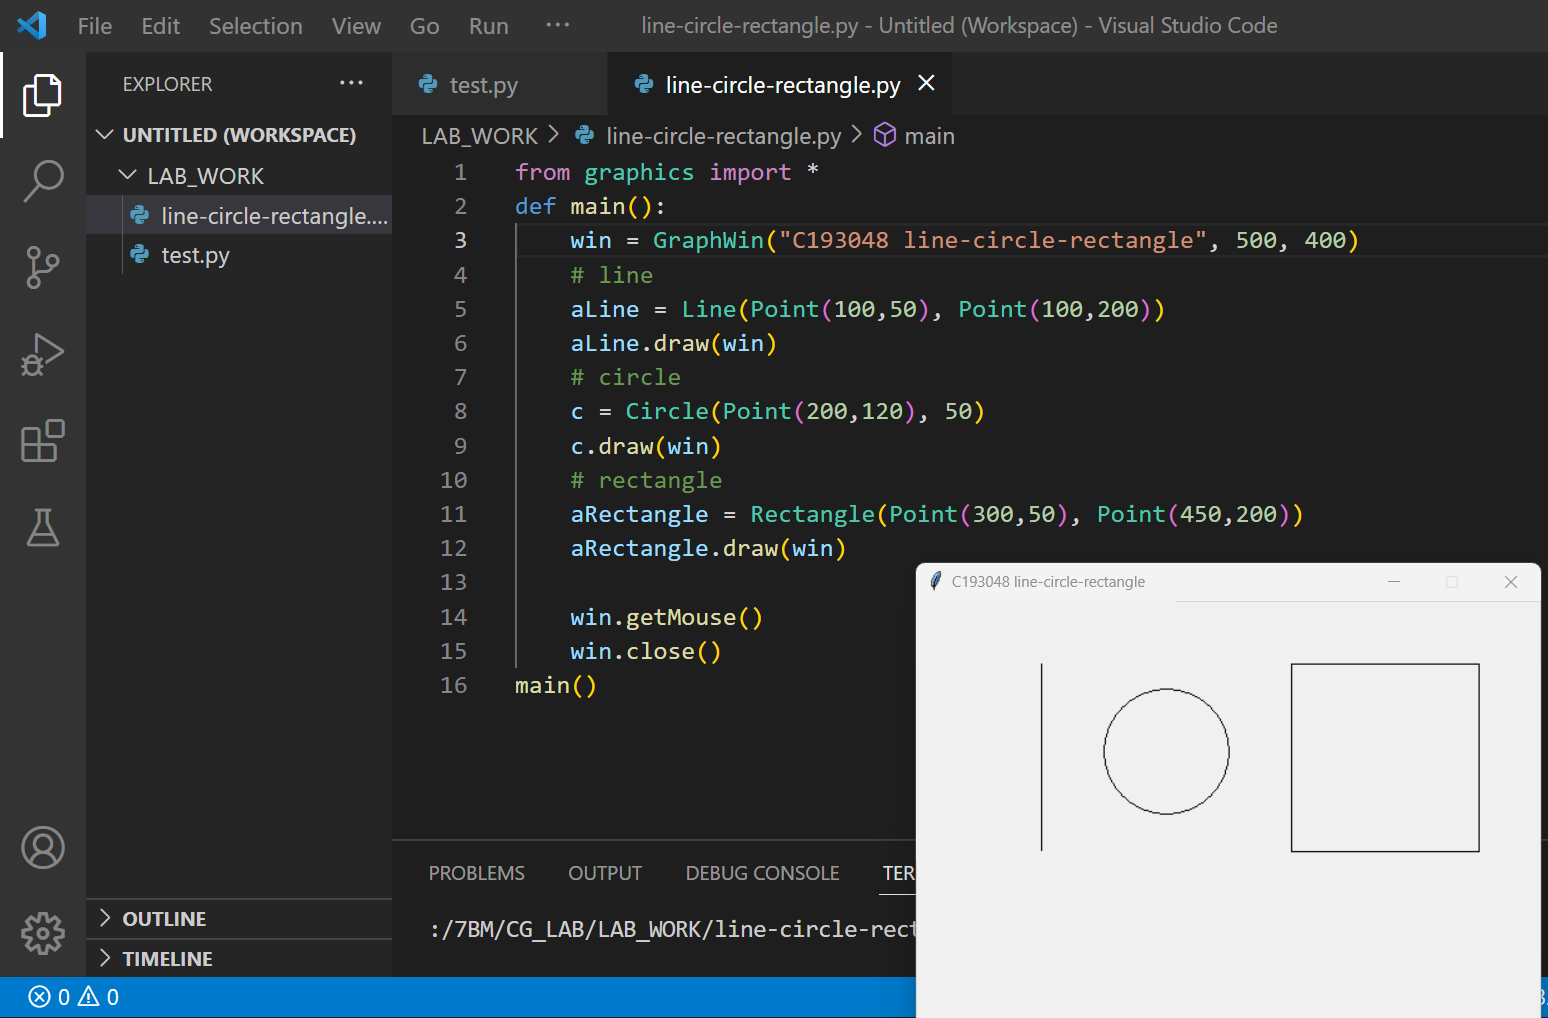 File Edit Selection View Go Run ··· line-circle-rectangle.py - Untitled (Workspace) - Visual Studio Code
EXPLORER ···
UNTITLED (WORKSPACE)
LAB_WORK
line-circle-rectangle....
test.py
OUTLINE
TIMELINE
test.py line-circle-rectangle.py
LAB_WORK > line-circle-rectangle.py > main
1 from graphics import *
2 def main():
3     win = GraphWin("C193048 line-circle-rectangle", 500, 400)
4     # line
5     aLine = Line(Point(100,50), Point(100,200))
6     aLine.draw(win)
7     # circle
8     c = Circle(Point(200,120), 50)
9     c.draw(win)
10     # rectangle
11     aRectangle = Rectangle(Point(300,50), Point(450,200))
12     aRectangle.draw(win)
13
14     win.getMouse()
15     win.close()
16 main()
PROBLEMS OUTPUT DEBUG CONSOLE TER
:/7BM/CG_LAB/LAB_WORK/line-circle-rect
C193048 line-circle-rectangle
0 0